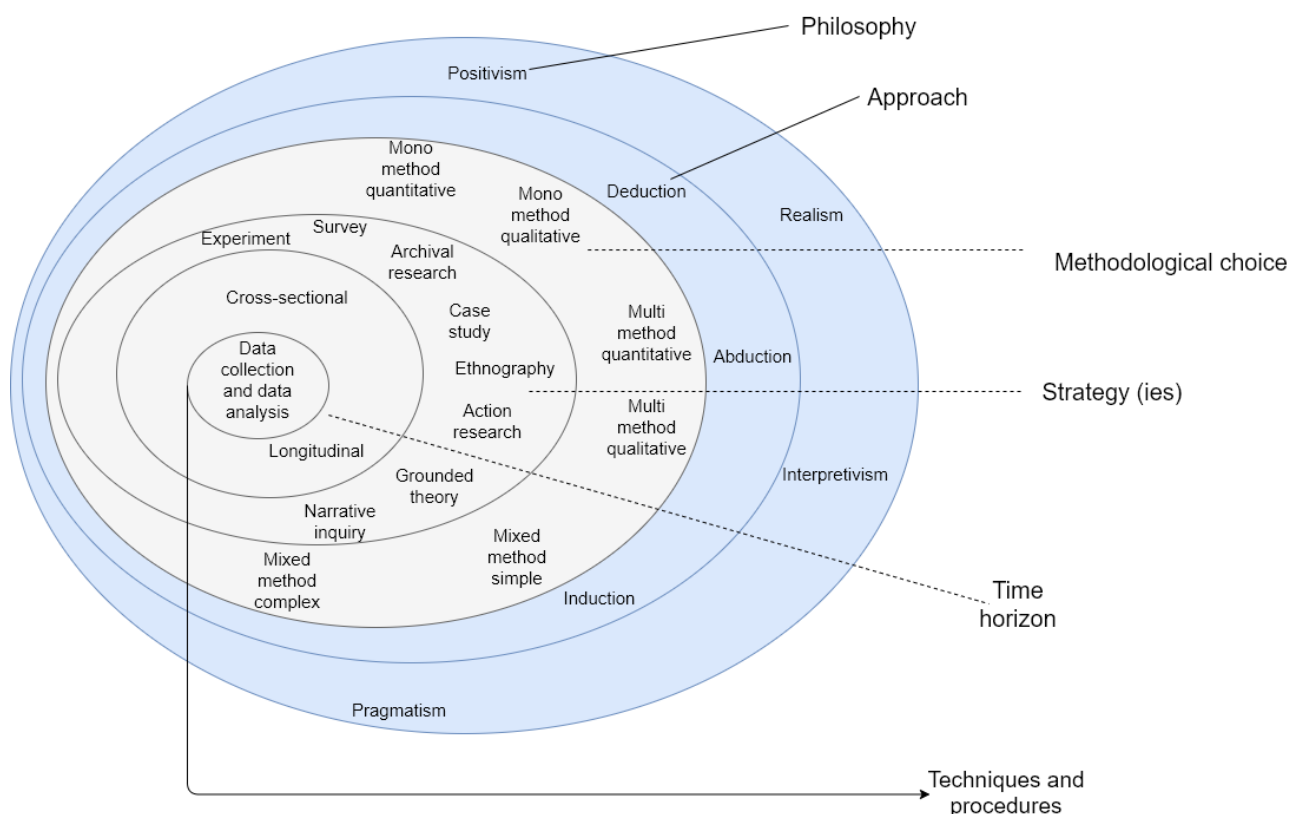 Philosophy
Positivism
Approach
Mono
method
quantitative
Deduction
Mono
method
qualitative
Realism
Survey
Experiment
Archival
research
Methodological choice
Cross-sectional
Case
study
Multi
method
quantitative
Data
collection
and data
analysis
Abduction
Ethnography
Strategy (ies)
Action
research
Multi
method
qualitative
Longitudinal
Grounded
theory
Interpretivism
Narrative
inquiry
Mixed
method
simple
Mixed
method
complex
Induction
Time
horizon
Pragmatism
Techniques and
procedures